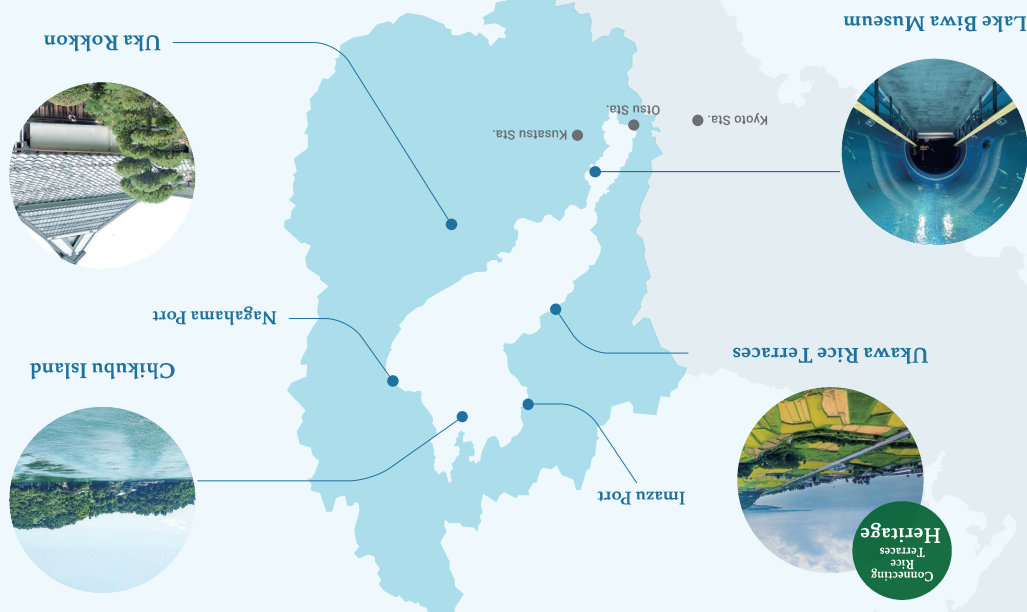 Connecting
Rice
Terraces
Heritage
Imazu Port
Chikubu Island
Ukawa Rice Terraces
Nagahama Port
Kusatsu Sta.
Kyoto Sta.
Otsu Sta.
Uka Rokkon
Lake Biwa Museum